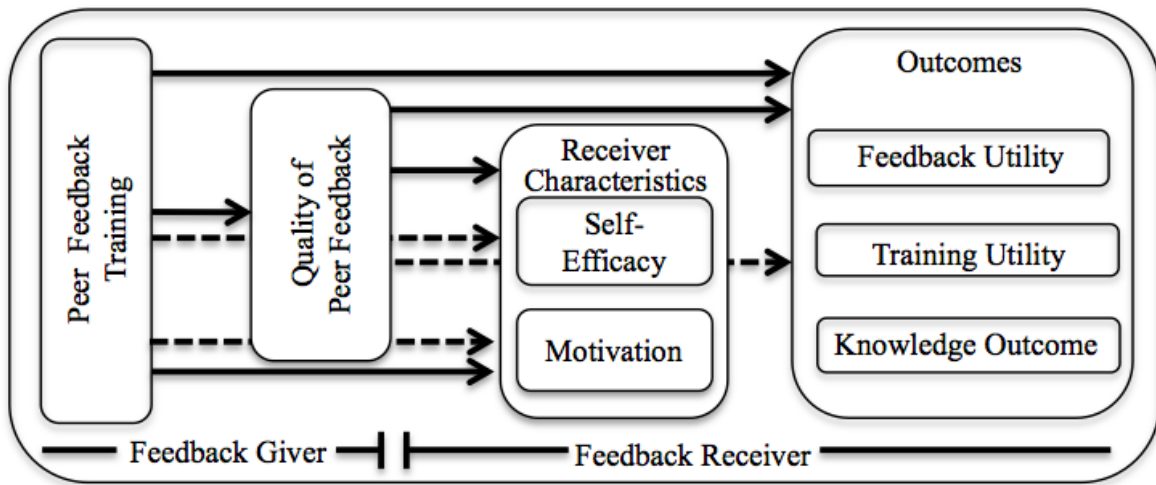 Peer Feedback
Training
Quality of
Peer Feedback
Receiver
Characteristics
Self-
Efficacy
Motivation
Outcomes
Feedback Utility
Training Utility
Knowledge Outcome
Feedback Giver
Feedback Receiver